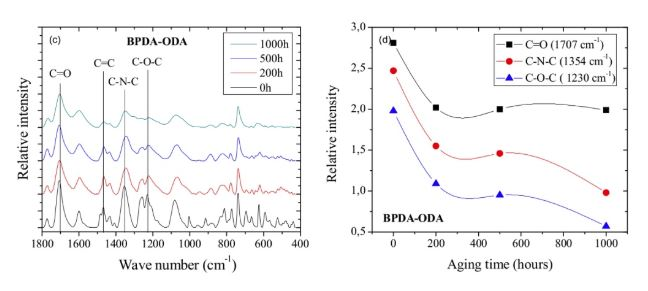 (c)
BPDA-ODA
1000h
500h
200h
0h
C=O
C=C
C-N-C
C-O-C
Relative intensity
1800 1600 1400 1200 1000 800 600 400
Wave number (cm-1)
(d)
C=O (1707 cm-1)
C-N-C (1354 cm-1)
C-O-C ( 1230 cm-1)
3,0
2,5
2,0
1,5
1,0
0,5
Relative intensity
BPDA-ODA
0 200 400 600 800 1000
Aging time (hours)